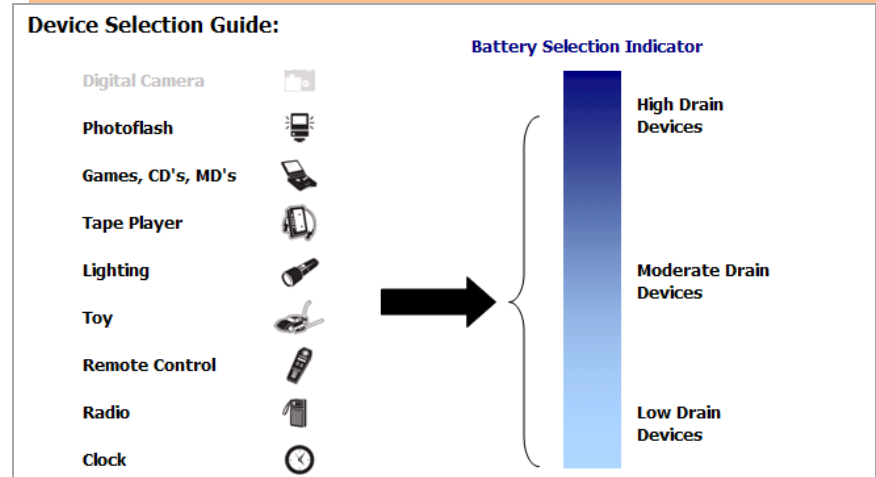 Device Selection Guide:
Battery Selection Indicator
Digital Camera
Photoflash
Games, CD's, MD's
Tape Player
Lighting
Toy
Remote Control
Radio
Clock
High Drain
Devices
Moderate Drain
Devices
Low Drain
Devices